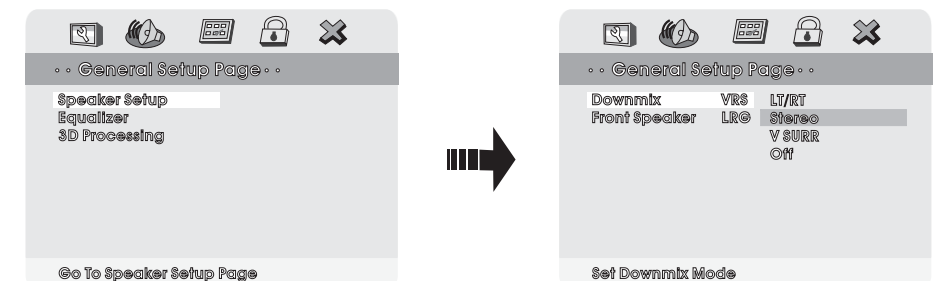 ·· General Setup Page ··
Speaker Setup
Equalizer
3D Processing
Go To Speaker Setup Page
·· General Setup Page ··
Downmix VRS LT/RT
Front Speaker LRG Stereo
V SURR
Off
Set Downmix Mode